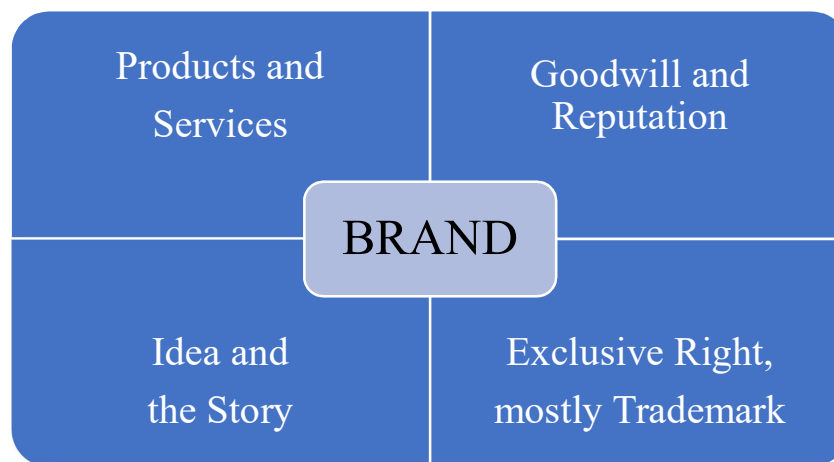 Products and
Services
Goodwill and
Reputation
BRAND
Idea and
the Story
Exclusive Right,
mostly Trademark